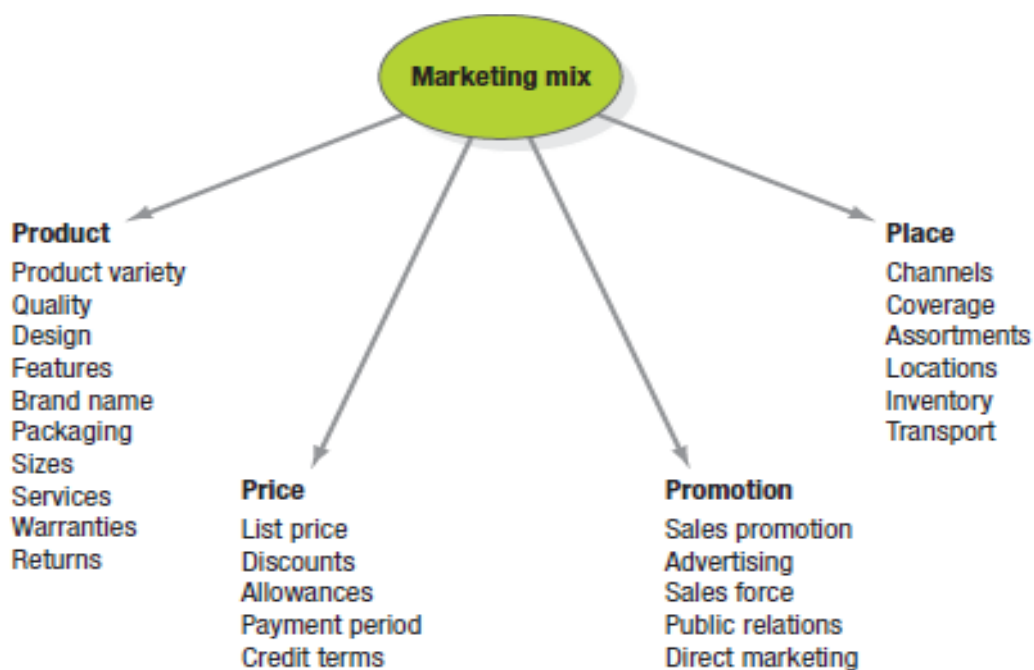 Marketing mix
Product
Product variety
Quality
Design
Features
Brand name
Packaging
Sizes
Services
Warranties
Returns
Price
List price
Discounts
Allowances
Payment period
Credit terms
Promotion
Sales promotion
Advertising
Sales force
Public relations
Direct marketing
Place
Channels
Coverage
Assortments
Locations
Inventory
Transport